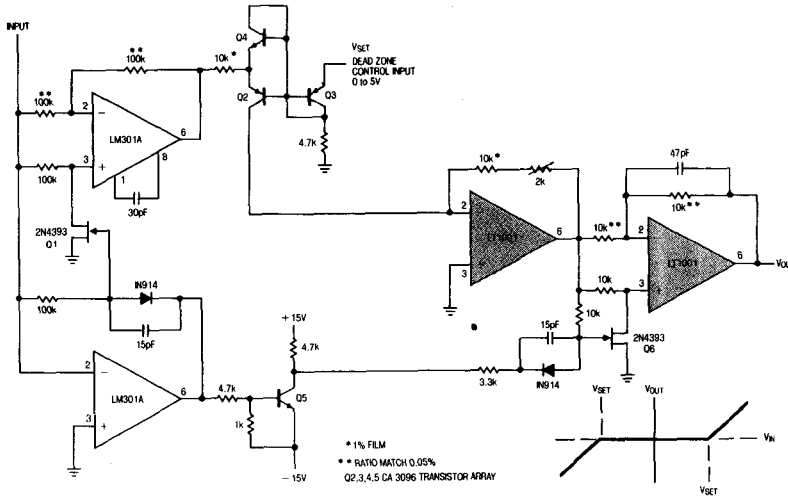 INPUT
**
100k
**
100k
2
−
LM301A
3
+
6
8
1
30pF
100k
2N4393
Q1
100k
IN914
15pF
2
−
LM301A
3
+
6
4.7k
1k
Q5
+15V
4.7k
−15V
10k*
Q4
Q2
Q3
VSET
DEAD ZONE
CONTROL INPUT
0 to 5V
4.7k
10k*
2k
2
3
LT1001
6
10k**
47pF
10k**
2
3
LT1001
6
VOUT
10k
10k
15pF
3.3k
IN914
2N4393
Q6
* 1% FILM
** RATIO MATCH 0.05%
Q2,3,4,5 CA 3096 TRANSISTOR ARRAY
VSET
VOUT
VIN
VSET